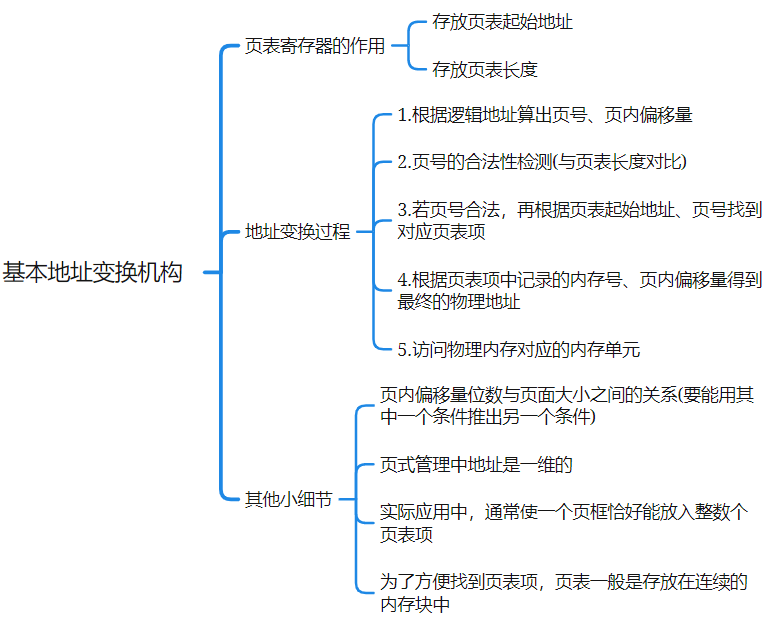 基本地址变换机构
页表寄存器的作用
存放页表起始地址
存放页表长度
地址变换过程
1.根据逻辑地址算出页号、页内偏移量
2.页号的合法性检测(与页表长度对比)
3.若页号合法，再根据页表起始地址、页号找到
对应页表项
4.根据页表项中记录的内存号、页内偏移量得到
最终的物理地址
5.访问物理内存对应的内存单元
其他小细节
页内偏移量位数与页面大小之间的关系(要能用其
中一个条件推出另一个条件)
页式管理中地址是一维的
实际应用中，通常使一个页框恰好能放入整数个
页表项
为了方便找到页表项，页表一般是存放在连续的
内存块中